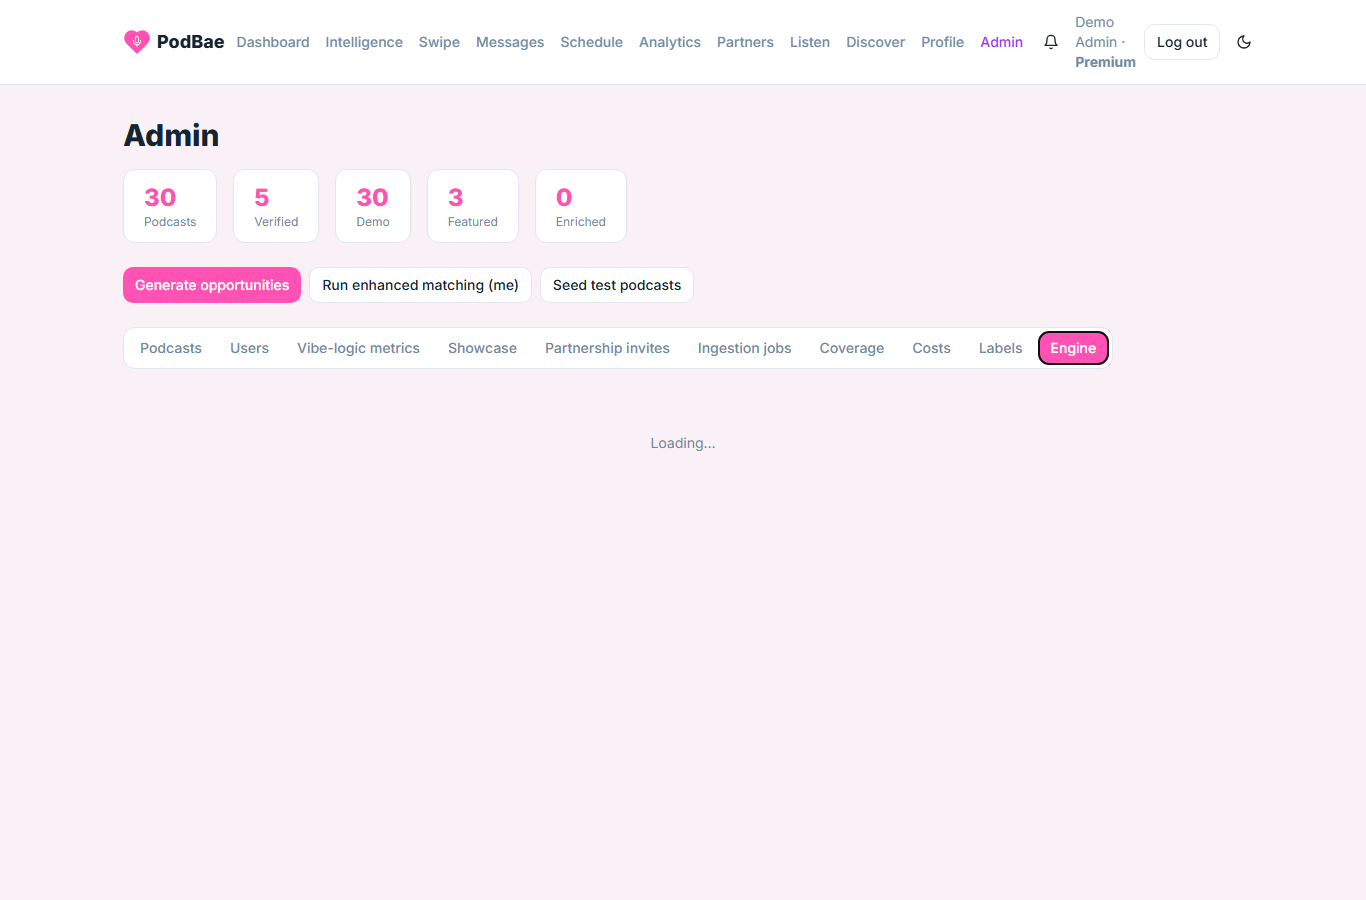 PodBae
Dashboard
Intelligence
Swipe
Messages
Schedule
Analytics
Partners
Listen
Discover
Profile
Admin
Demo
Admin ·
Premium
Log out
Admin
30
Podcasts
5
Verified
30
Demo
3
Featured
0
Enriched
Generate opportunities
Run enhanced matching (me)
Seed test podcasts
Podcasts
Users
Vibe-logic metrics
Showcase
Partnership invites
Ingestion jobs
Coverage
Costs
Labels
Engine
Loading...